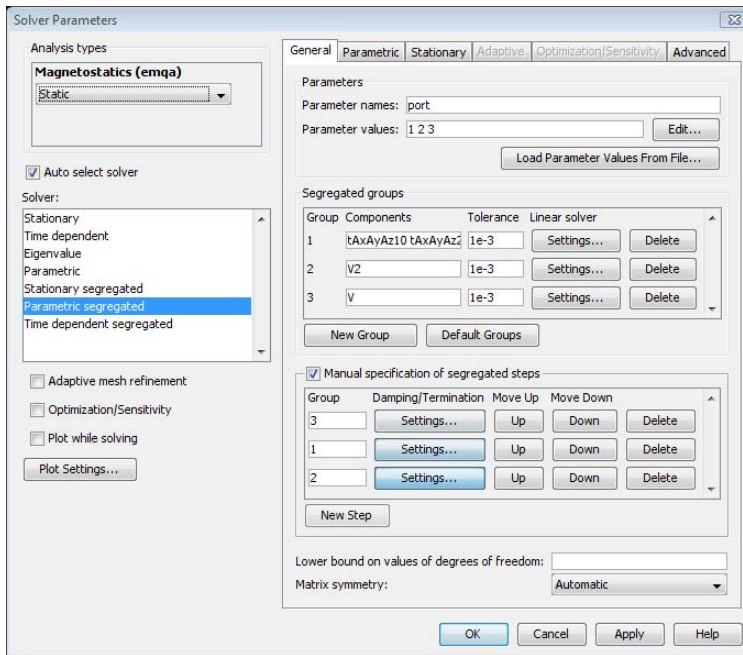 Solver Parameters
Analysis types
Magnetostatics (emqa)
Static
Auto select solver
Solver:
Stationary
Time dependent
Eigenvalue
Parametric
Stationary segregated
Parametric segregated
Time dependent segregated
Adaptive mesh refinement
Optimization/Sensitivity
Plot while solving
Plot Settings...
General Parametric Stationary Adaptive Optimization/Sensitivity Advanced
Parameters
Parameter names: port
Parameter values: 1 2 3 Edit...
Load Parameter Values From File...
Segregated groups
Group Components Tolerance Linear solver
1 tAxAyAz10 tAxAyAz2 1e-3 Settings... Delete
2 V2 1e-3 Settings... Delete
3 V 1e-3 Settings... Delete
New Group Default Groups
Manual specification of segregated steps
Group Damping/Termination Move Up Move Down
3 Settings... Up Down Delete
1 Settings... Up Down Delete
2 Settings... Up Down Delete
New Step
Lower bound on values of degrees of freedom:
Matrix symmetry: Automatic
OK Cancel Apply Help